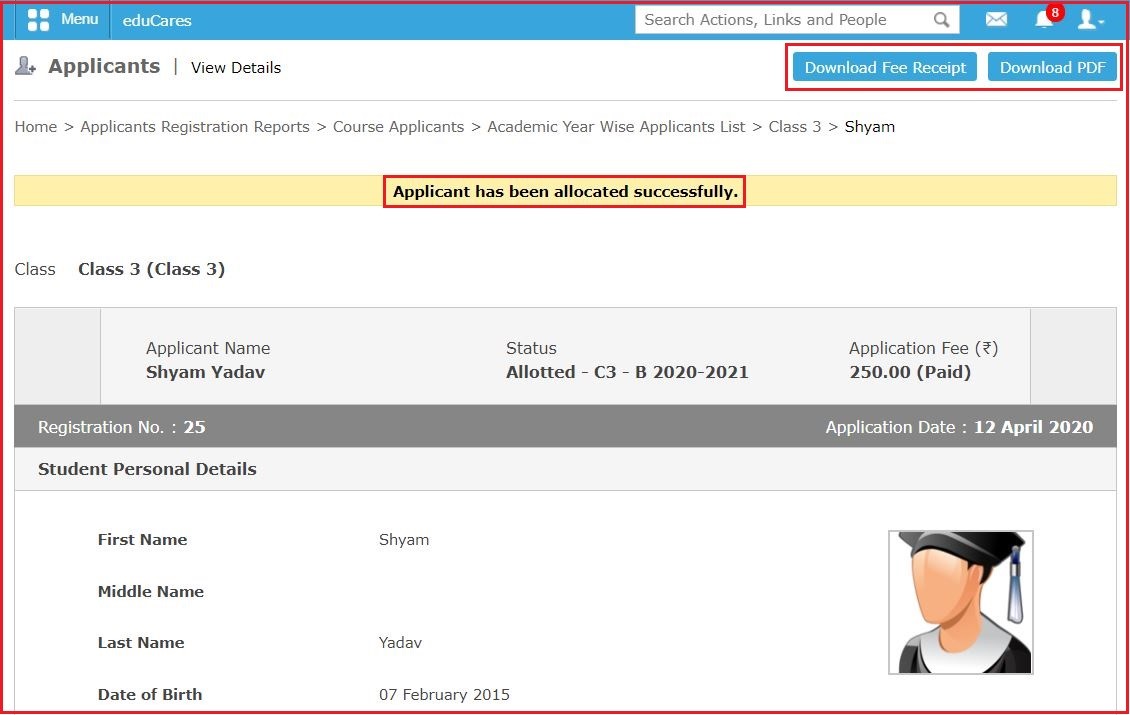 Menu eduCares Search Actions, Links and People 8
Applicants | View Details Download Fee Receipt Download PDF
Home > Applicants Registration Reports > Course Applicants > Academic Year Wise Applicants List > Class 3 > Shyam
Applicant has been allocated successfully.
Class Class 3 (Class 3)
Applicant Name Status Application Fee (₹)
Shyam Yadav Allotted - C3 - B 2020-2021 250.00 (Paid)
Registration No. : 25 Application Date : 12 April 2020
Student Personal Details
First Name Shyam
Middle Name
Last Name Yadav
Date of Birth 07 February 2015